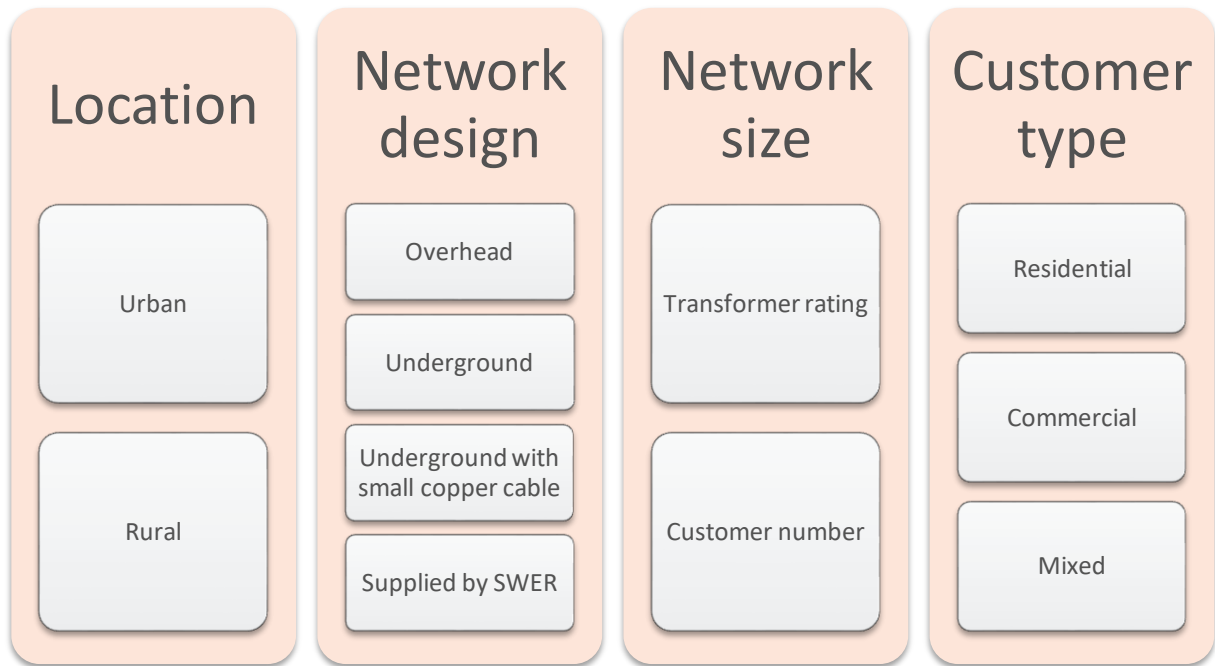 Location
Urban
Rural
Network
design
Overhead
Underground
Underground with
small copper cable
Supplied by SWER
Network
size
Transformer rating
Customer number
Customer
type
Residential
Commercial
Mixed